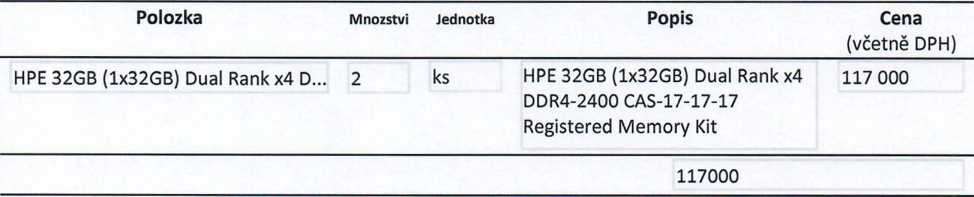 Polozka Mnozstvi Jednotka Popis Cena
(včetně DPH)
HPE 32GB (1x32GB) Dual Rank x4 D... 2 ks HPE 32GB (1x32GB) Dual Rank x4 117 000
DDR4-2400 CAS-17-17-17
Registered Memory Kit
117000